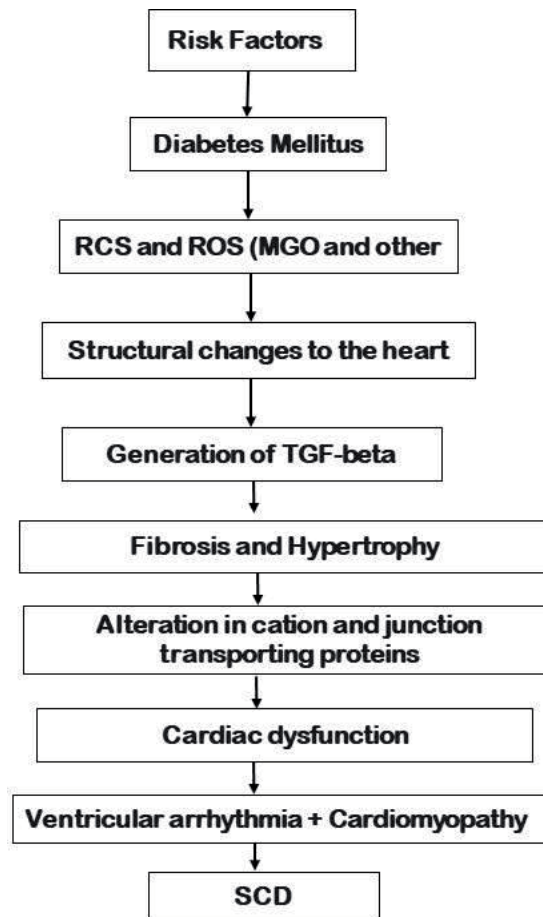 Risk Factors
Diabetes Mellitus
RCS and ROS (MGO and other
Structural changes to the heart
Generation of TGF-beta
Fibrosis and Hypertrophy
Alteration in cation and junction
transporting proteins
Cardiac dysfunction
Ventricular arrhythmia + Cardiomyopathy
SCD